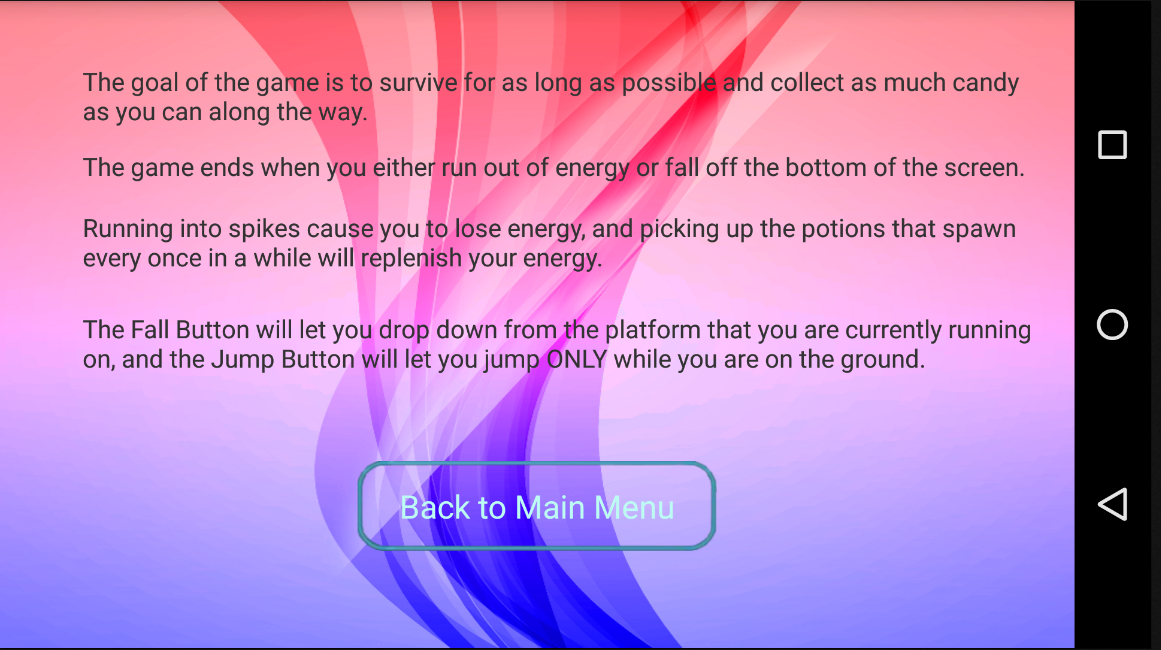 The goal of the game is to survive for as long as possible and collect as much candy
as you can along the way.
The game ends when you either run out of energy or fall off the bottom of the screen.
Running into spikes cause you to lose energy, and picking up the potions that spawn
every once in a while will replenish your energy.
The Fall Button will let you drop down from the platform that you are currently running
on, and the Jump Button will let you jump ONLY while you are on the ground.
Back to Main Menu